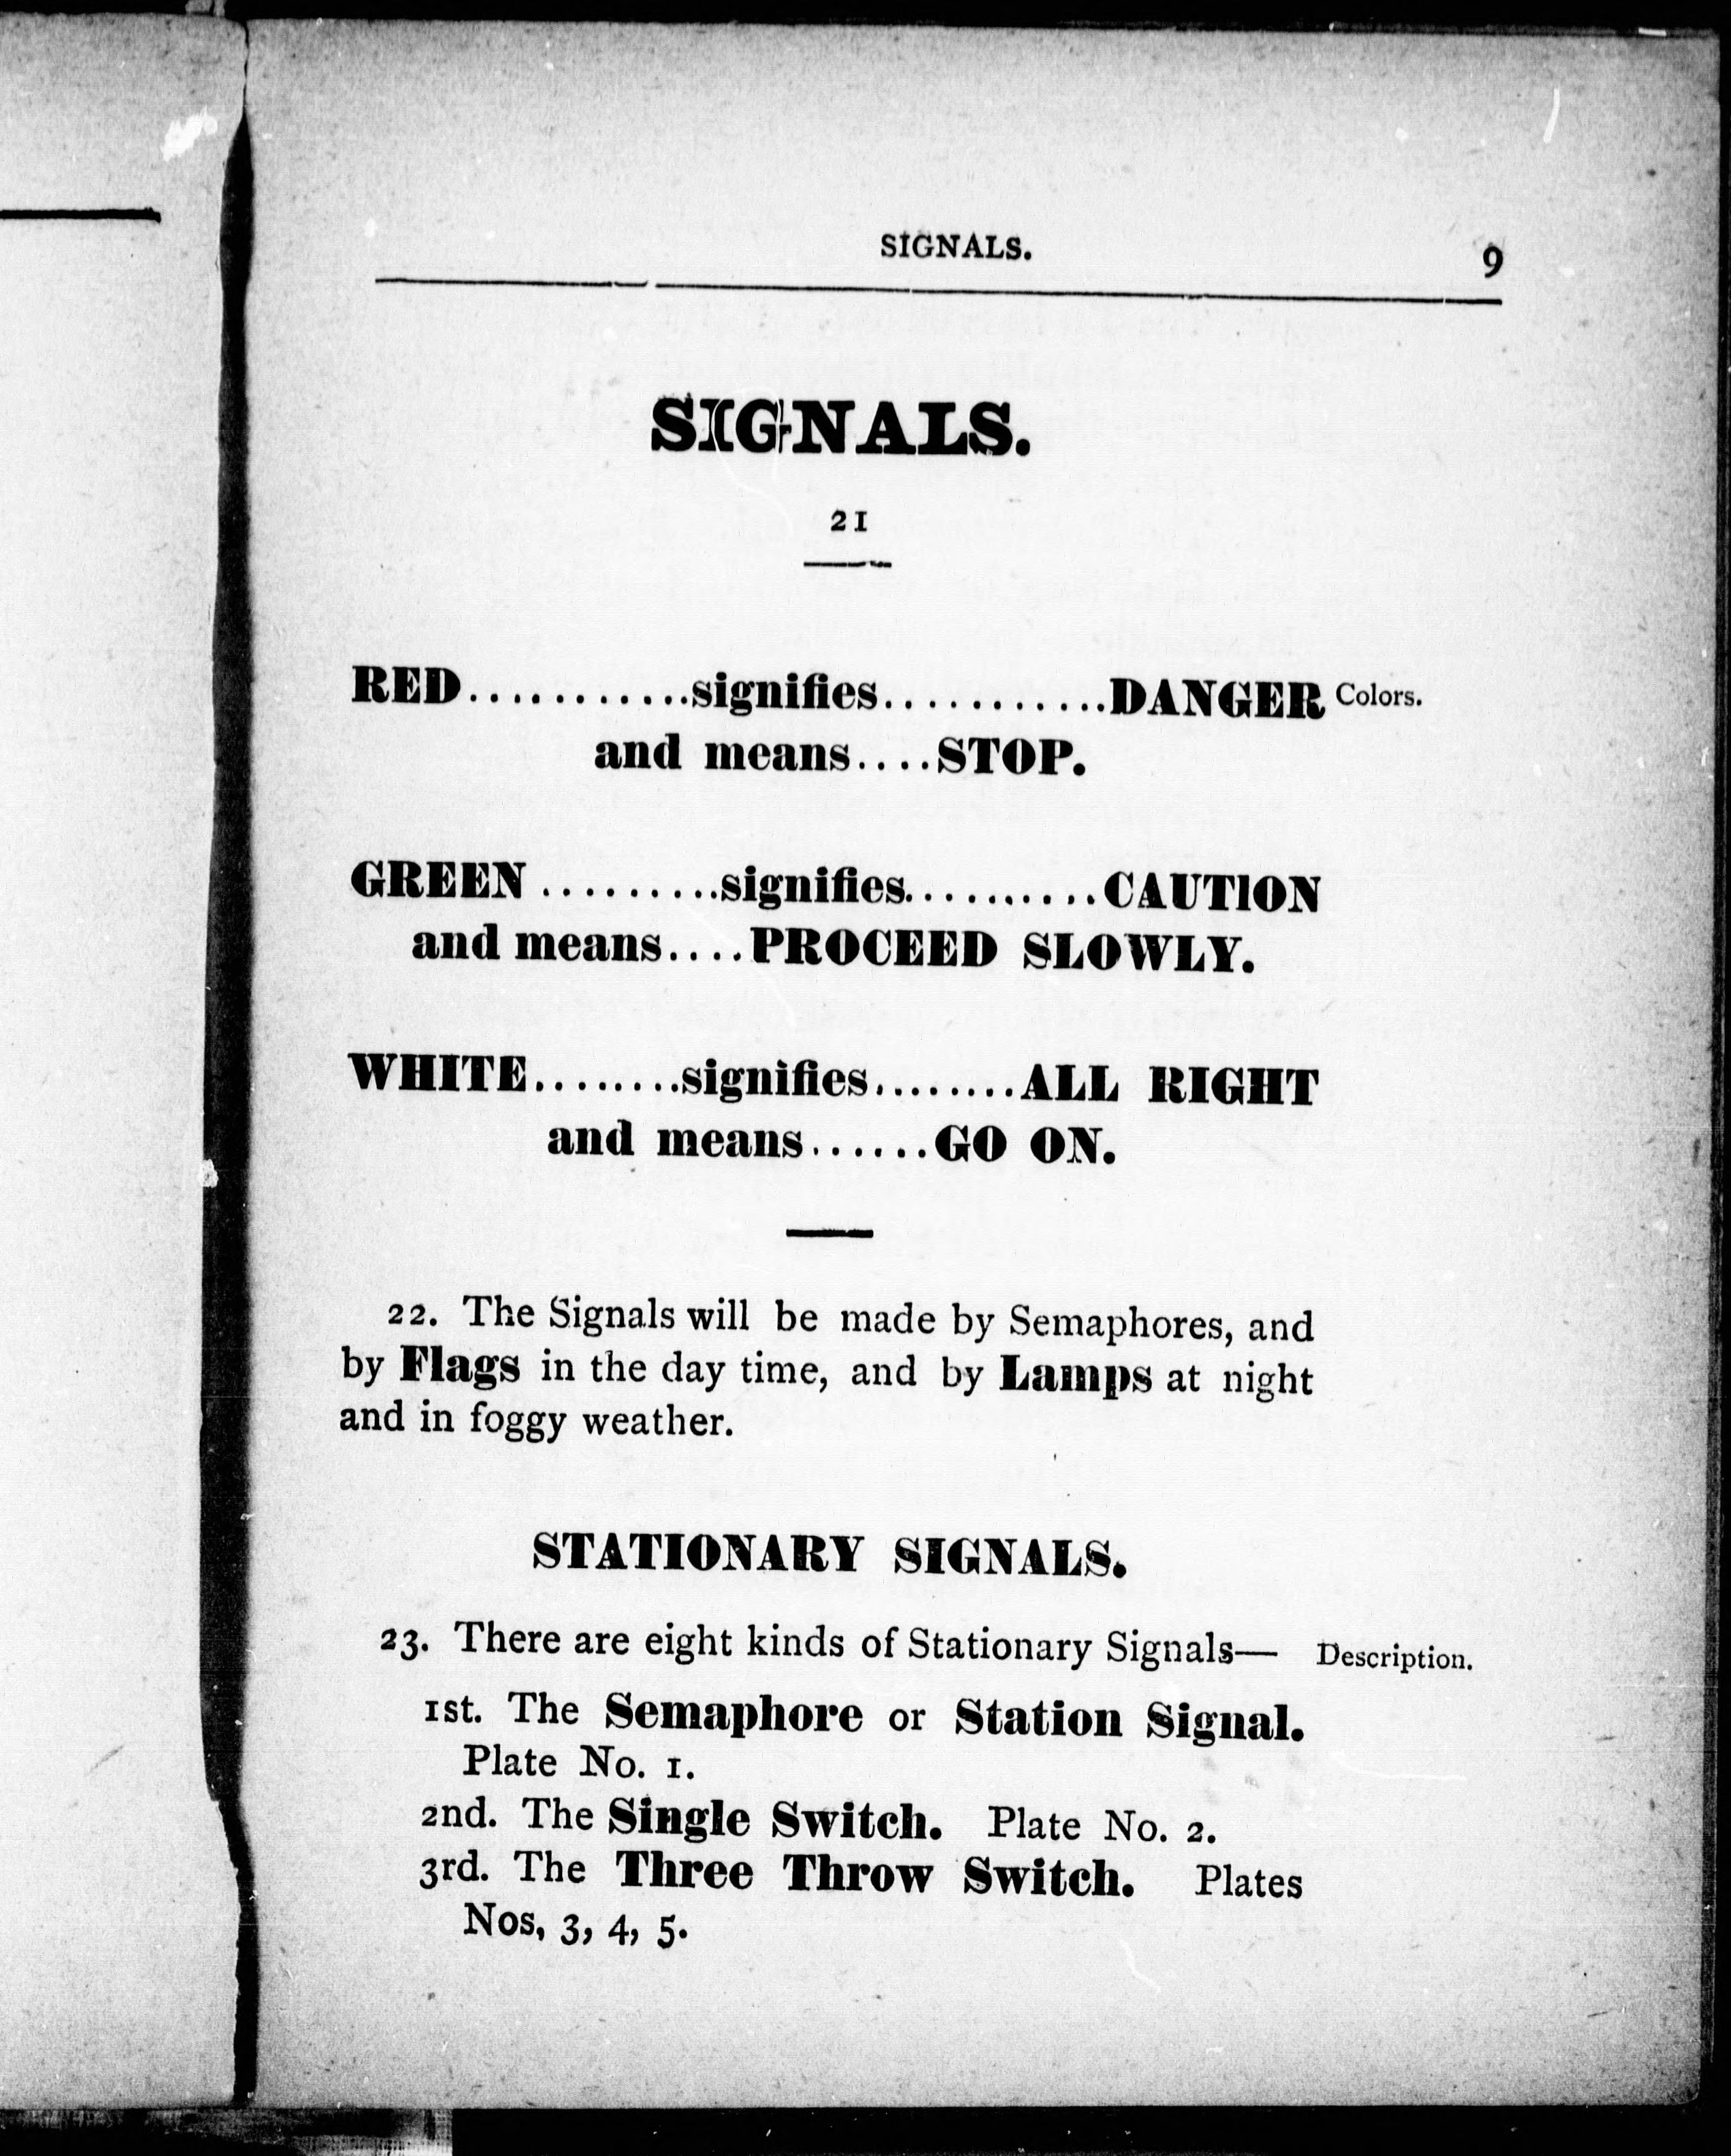 SIGNALS. 9
SIGNALS.
21
RED...........signifies............DANGER Colors.
and means....STOP.
GREEN .........signifies...........CAUTION
and means....PROCEED SLOWLY.
WHITE........signifies........ALL RIGHT
and means......GO ON.
22. The Signals will be made by Semaphores, and
by Flags in the day time, and by Lamps at night
and in foggy weather.
STATIONARY SIGNALS.
23. There are eight kinds of Stationary Signals— Description.
1st. The Semaphore or Station Signal.
Plate No. 1.
2nd. The Single Switch. Plate No. 2.
3rd. The Three Throw Switch. Plates
Nos, 3, 4, 5.